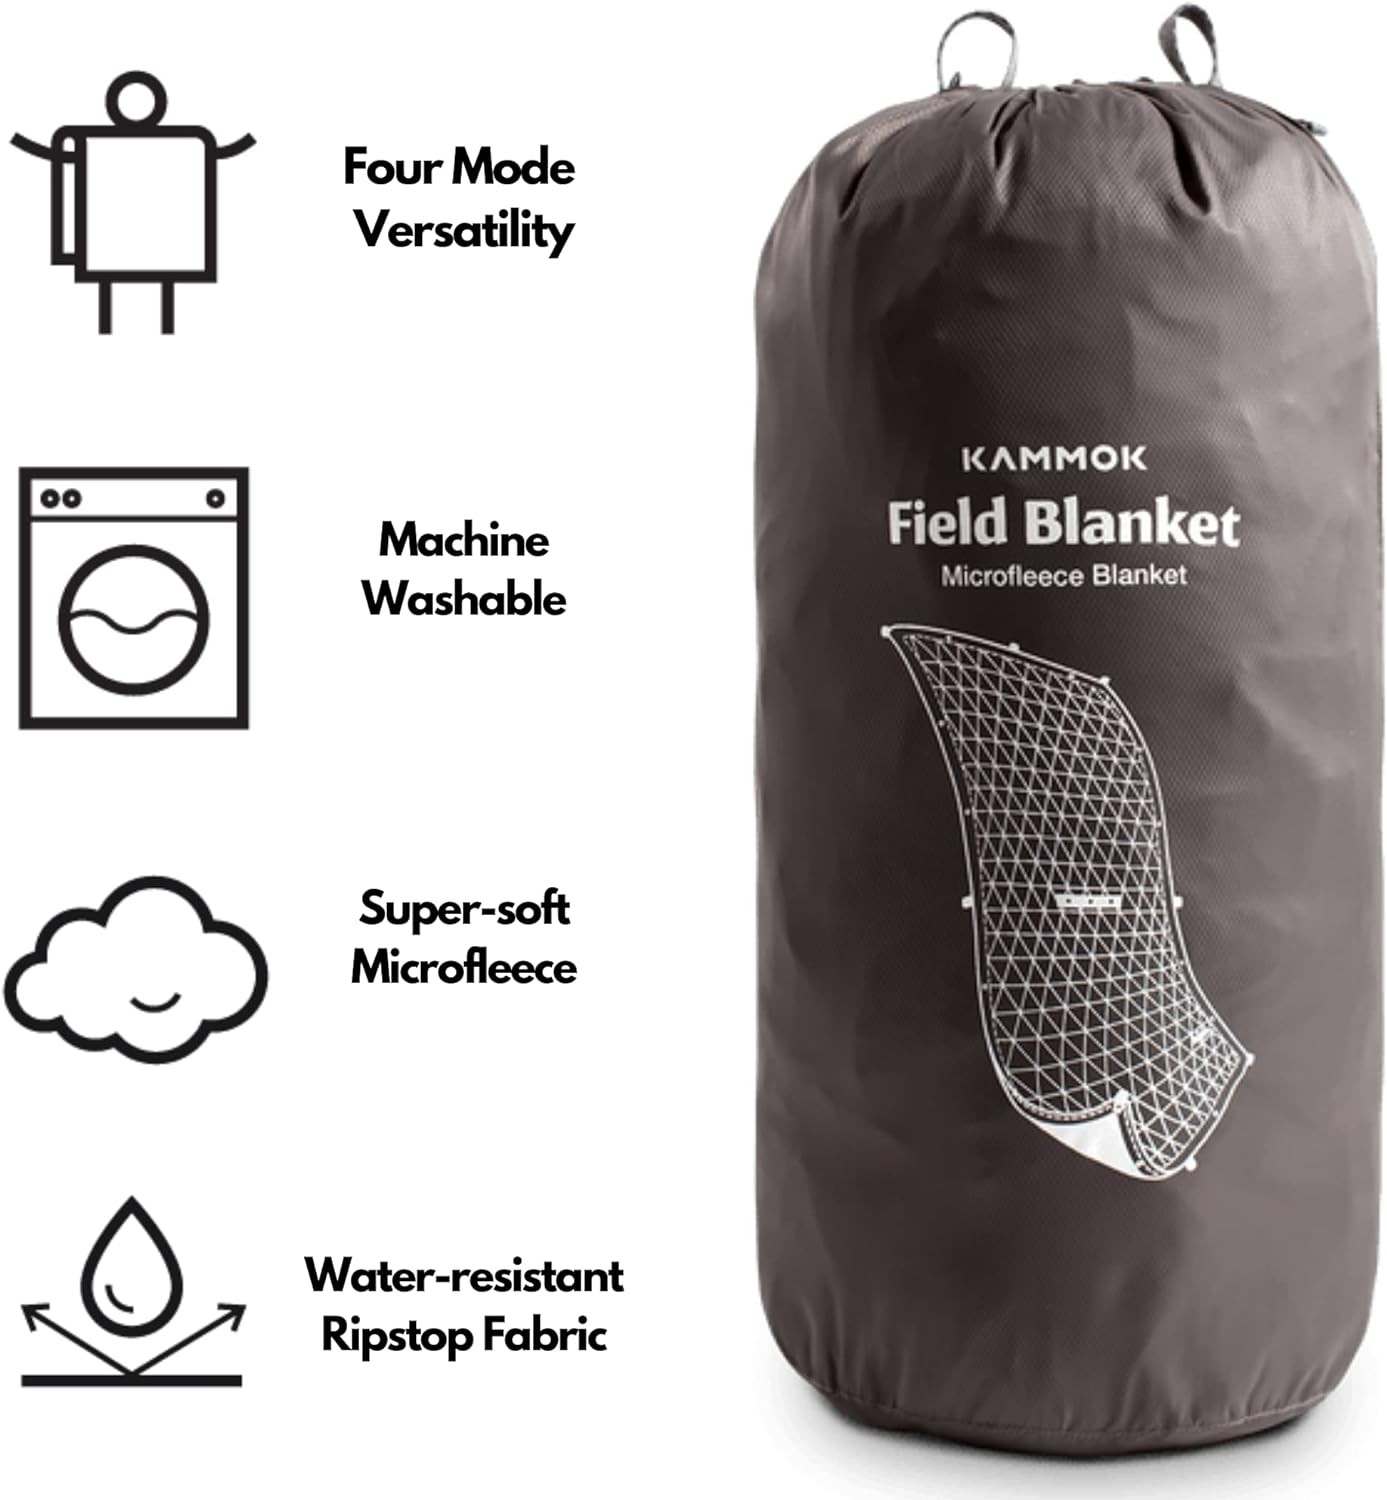 Four Mode
Versatility
Machine
Washable
Super-soft
Microfleece
Water-resistant
Ripstop Fabric
KAMMOK
Field Blanket
Microfleece Blanket